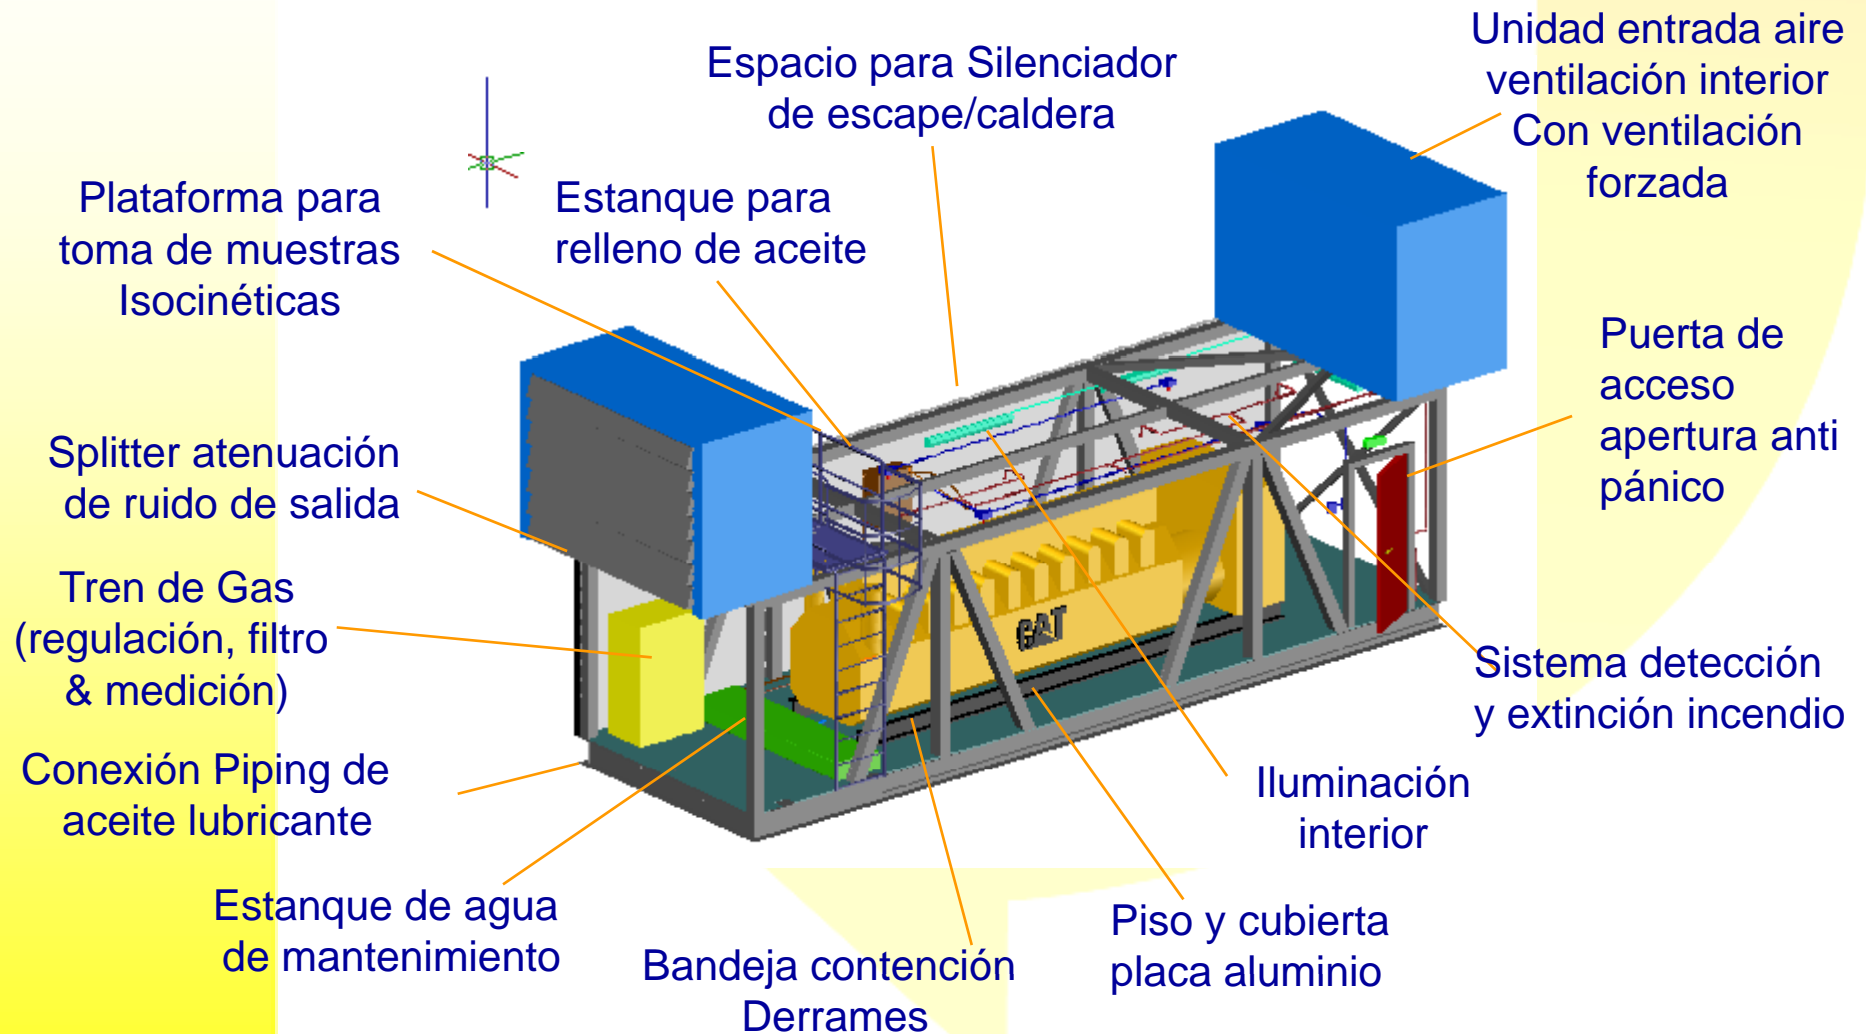 Unidad entrada aire
ventilación interior
Con ventilación
forzada
Espacio para Silenciador
de escape/caldera
Plataforma para
toma de muestras
Isocinéticas
Estanque para
relleno de aceite
Puerta de
acceso
apertura anti
pánico
Splitter atenuación
de ruido de salida
Tren de Gas
(regulación, filtro
& medición)
CAT
Sistema detección
y extinción incendio
Conexión Piping de
aceite lubricante
Iluminación
interior
Estanque de agua
de mantenimiento
Piso y cubierta
placa aluminio
Bandeja contención
Derrames